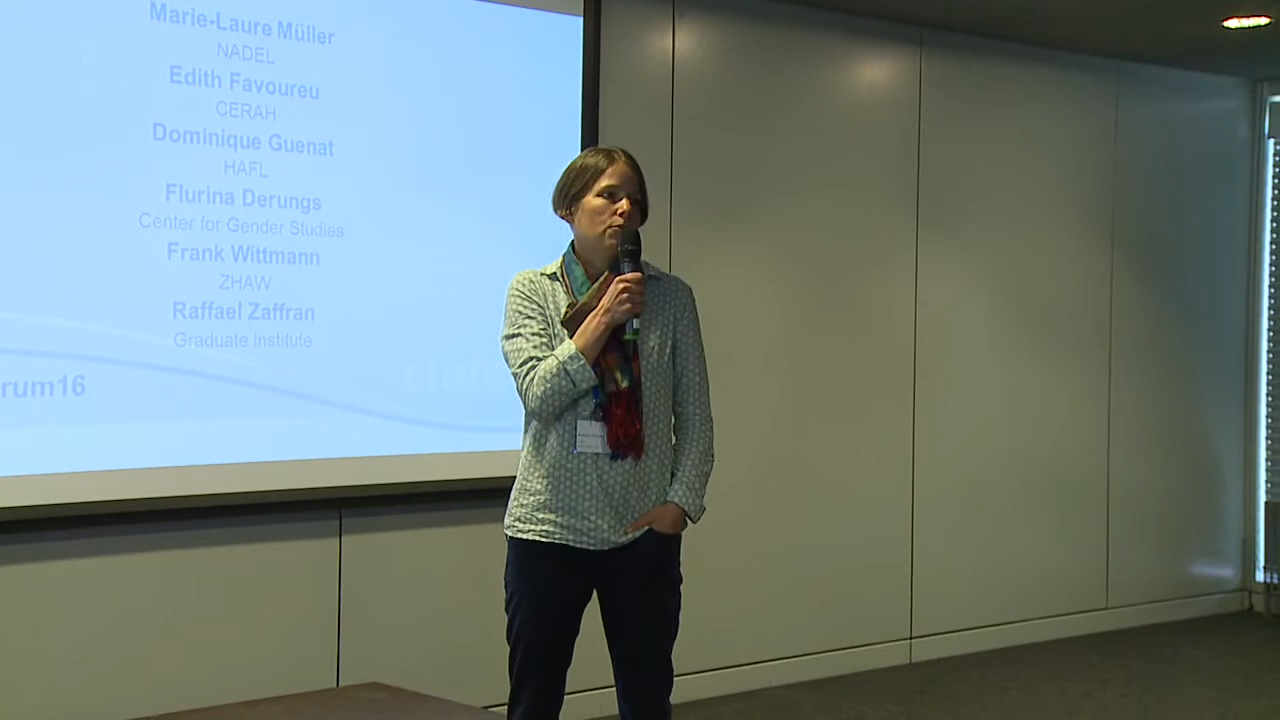 Marie-Laure Müller
NADEL
Edith Favoureu
CERAH
Dominique Guenat
HAFL
Flurina Derungs
Center for Gender Studies
Frank Wittmann
ZHAW
Raffael Zaffran
Graduate Institute
rum16